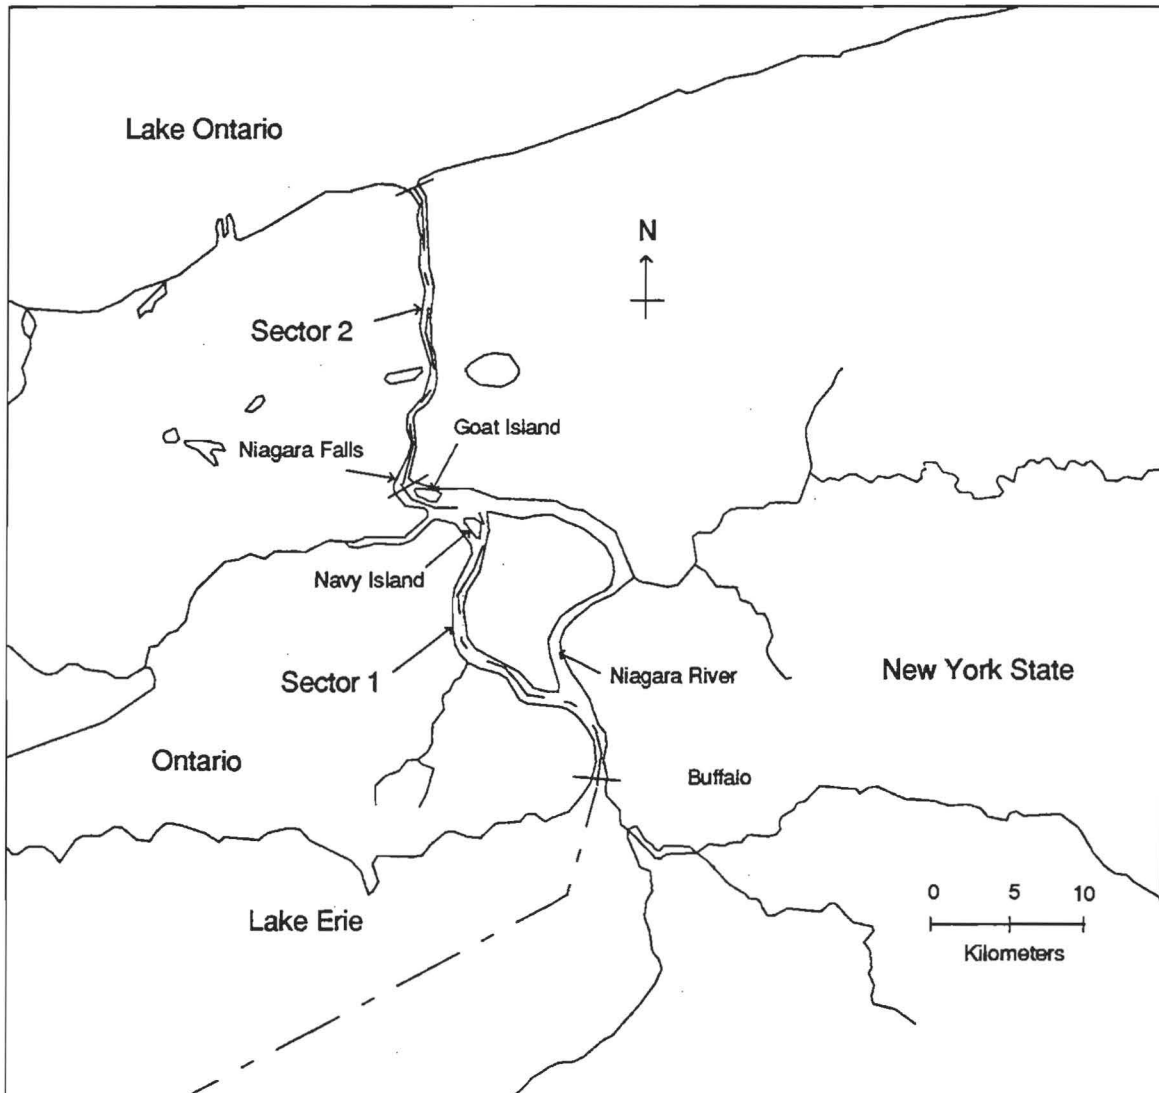 Lake Ontario
N
Sector 2
Goat Island
Niagara Falls
Navy Island
Sector 1
Niagara River
New York State
Ontario
Buffalo
0 5 10
Kilometers
Lake Erie